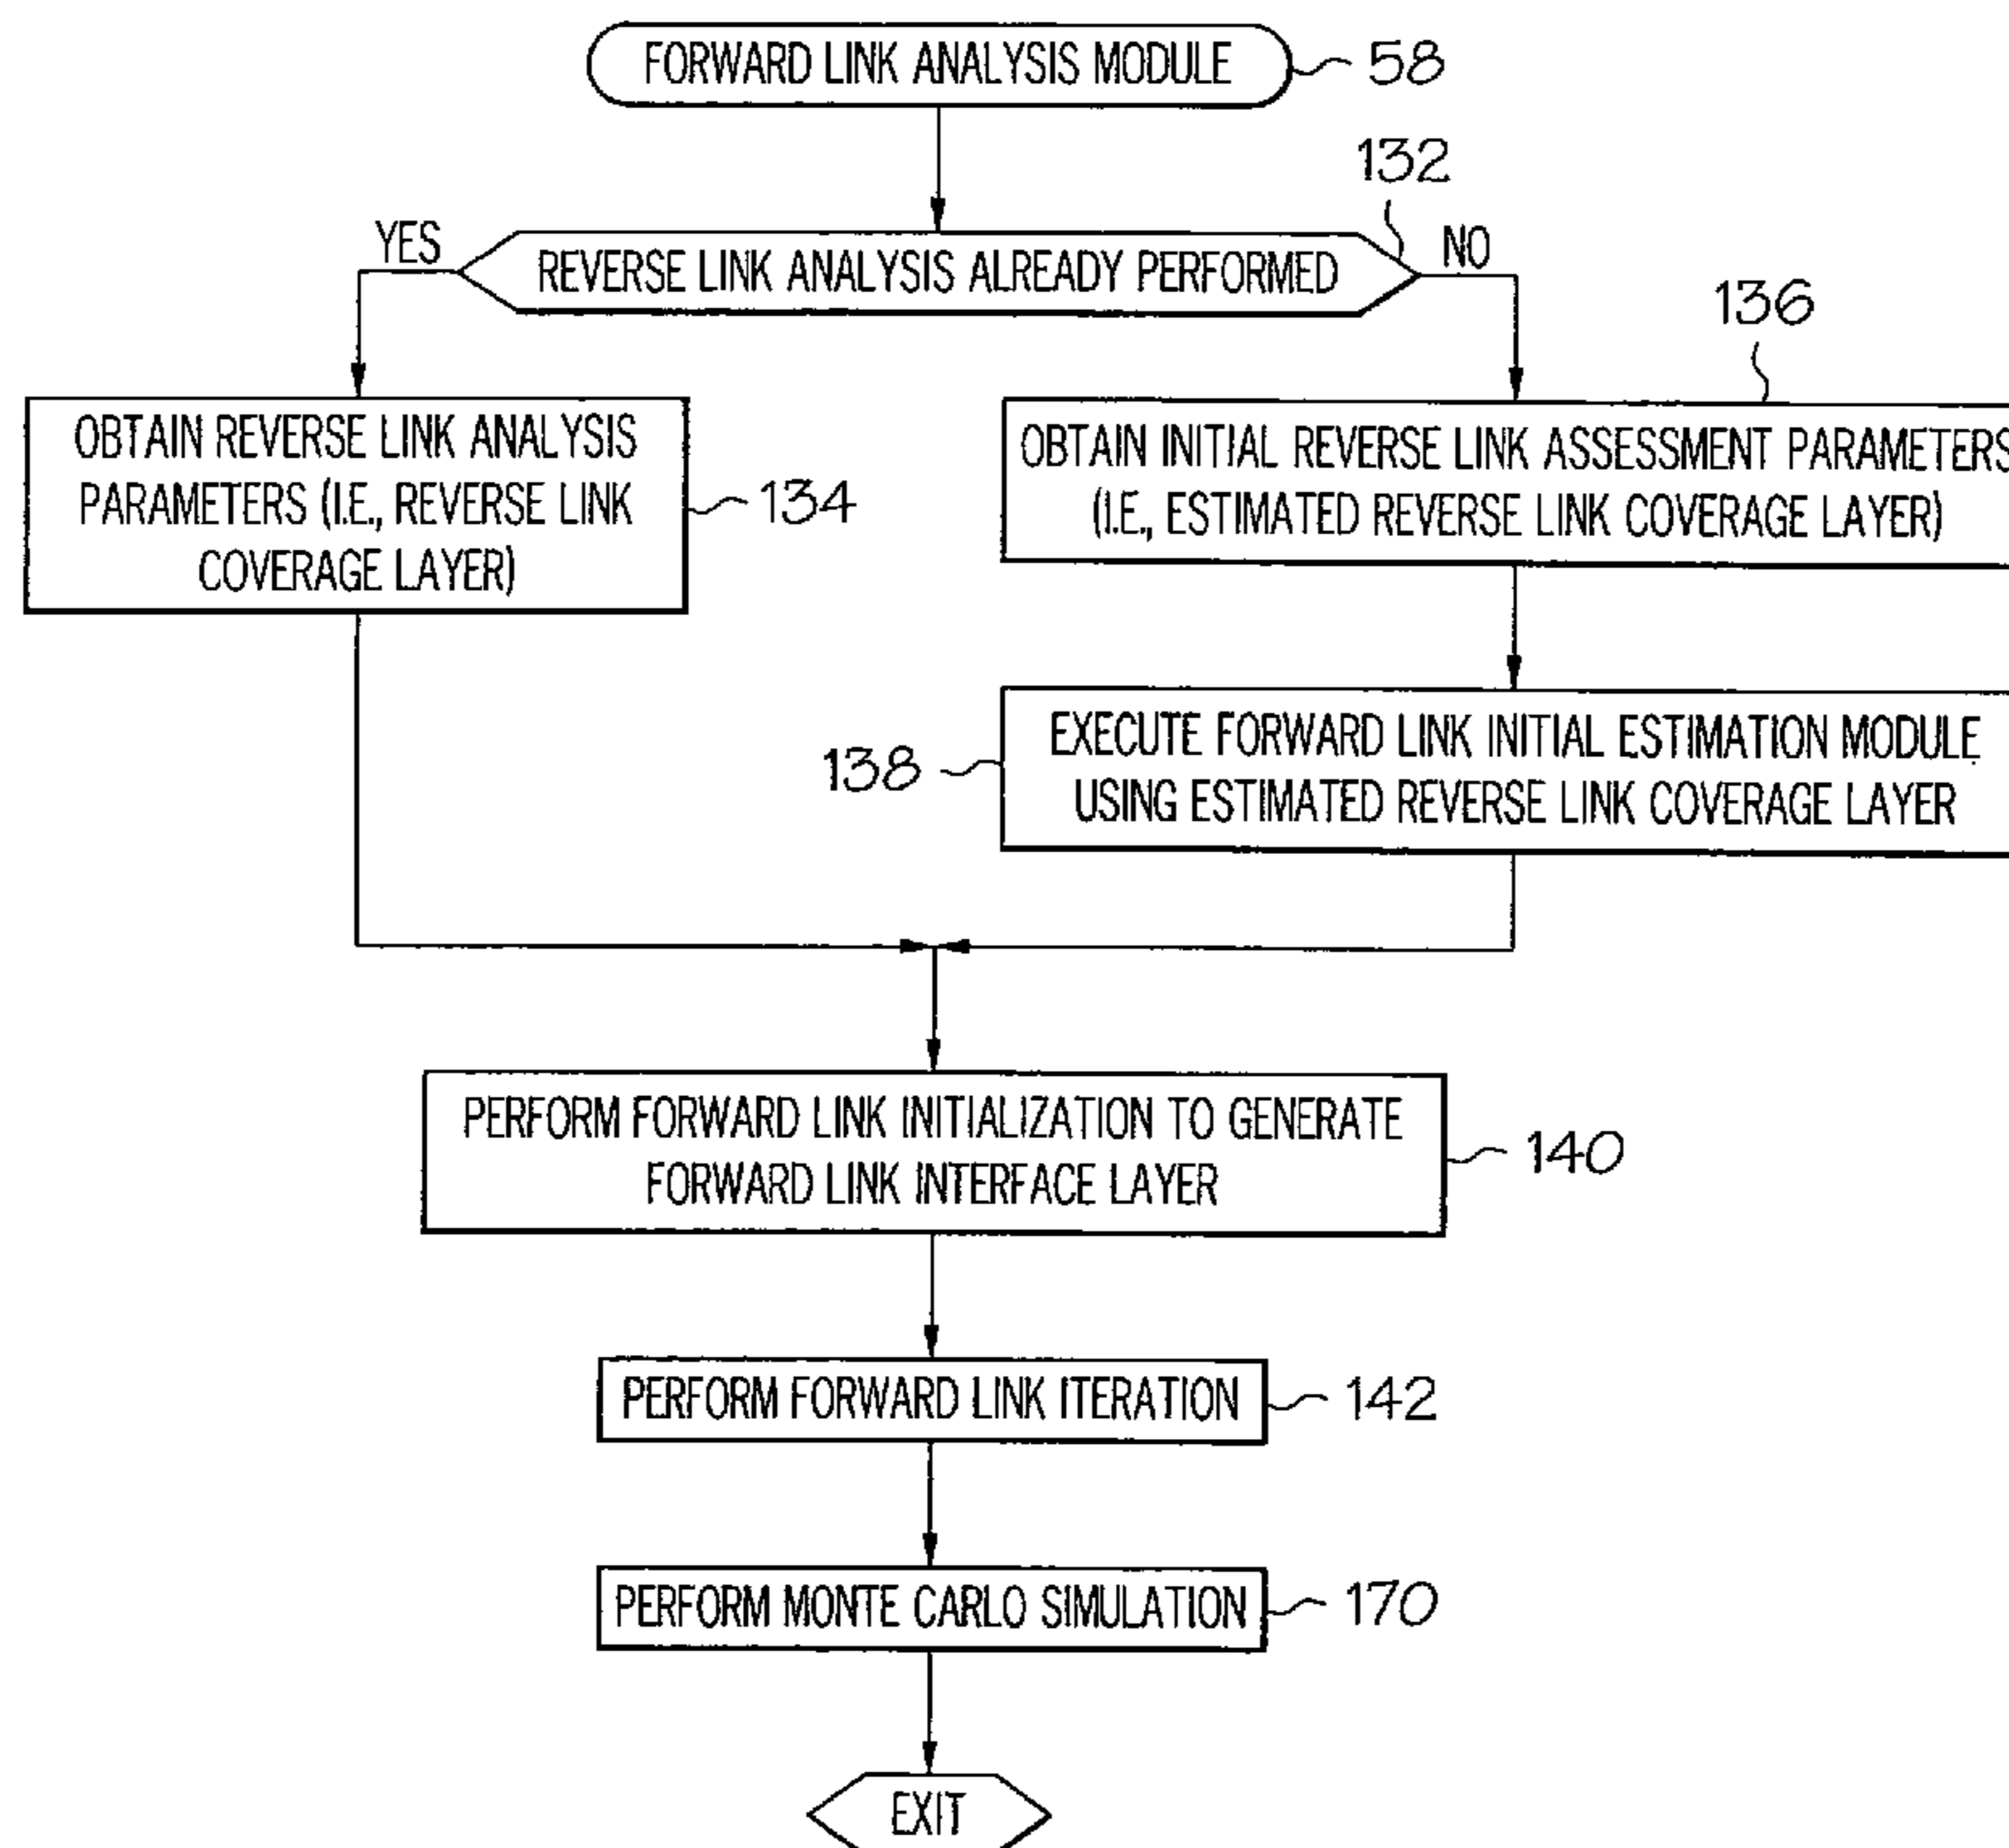 FORWARD LINK ANALYSIS MODULE
58
132
YES
REVERSE LINK ANALYSIS ALREADY PERFORMED
NO
136
OBTAIN REVERSE LINK ANALYSIS
PARAMETERS (I.E., REVERSE LINK
COVERAGE LAYER)
134
OBTAIN INITIAL REVERSE LINK ASSESSMENT PARAMETERS
(I.E., ESTIMATED REVERSE LINK COVERAGE LAYER)
138
EXECUTE FORWARD LINK INITIAL ESTIMATION MODULE
USING ESTIMATED REVERSE LINK COVERAGE LAYER
PERFORM FORWARD LINK INITIALIZATION TO GENERATE
FORWARD LINK INTERFACE LAYER
140
PERFORM FORWARD LINK ITERATION
142
PERFORM MONTE CARLO SIMULATION
170
EXIT